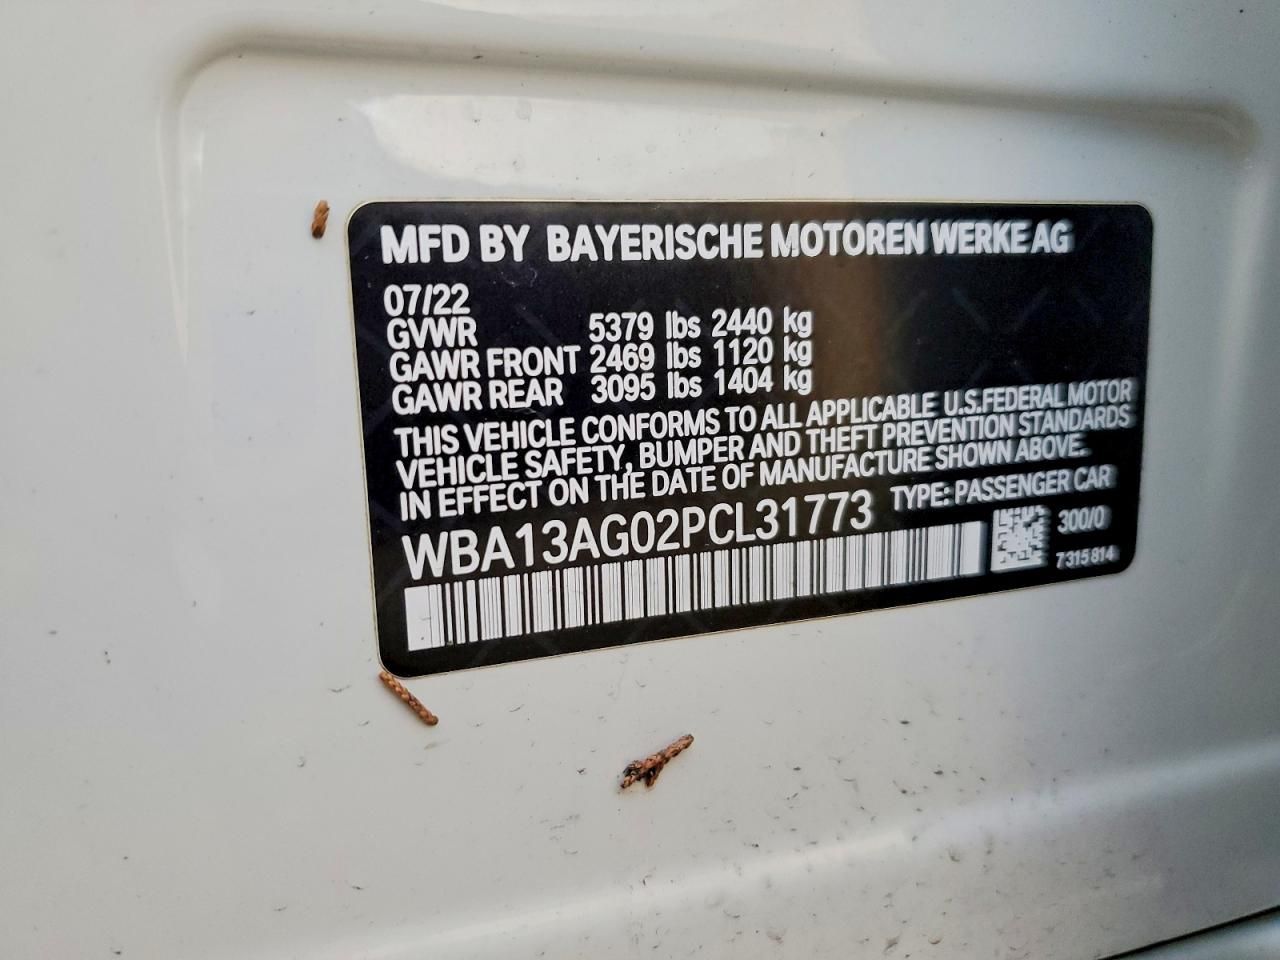 MFD BY BAYERISCHE MOTOREN WERKE AG
07/22
GVWR 5379 lbs 2440 kg
GAWR FRONT 2469 lbs 1120 kg
GAWR REAR 3095 lbs 1404 kg
THIS VEHICLE CONFORMS TO ALL APPLICABLE U.S.FEDERAL MOTOR
VEHICLE SAFETY, BUMPER AND THEFT PREVENTION STANDARDS
IN EFFECT ON THE DATE OF MANUFACTURE SHOWN ABOVE.
WBA13AG02PCL31773 TYPE: PASSENGER CAR
300/0
7315814